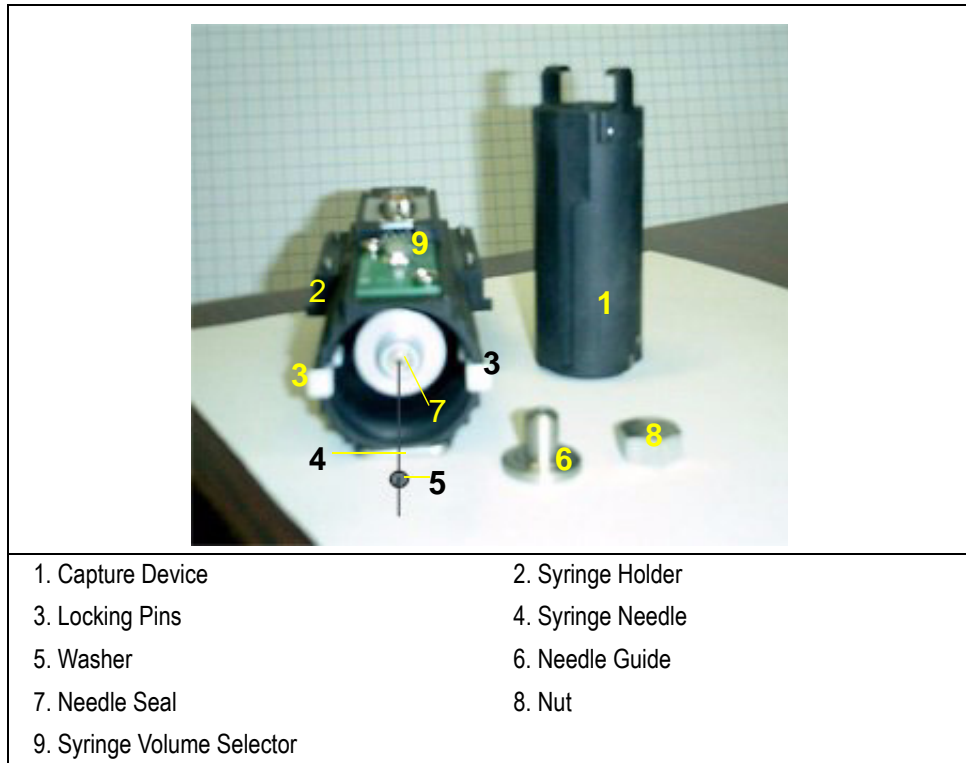 1
9
2
3
3
7
8
6
4
5
1. Capture Device
2. Syringe Holder
3. Locking Pins
4. Syringe Needle
5. Washer
6. Needle Guide
7. Needle Seal
8. Nut
9. Syringe Volume Selector